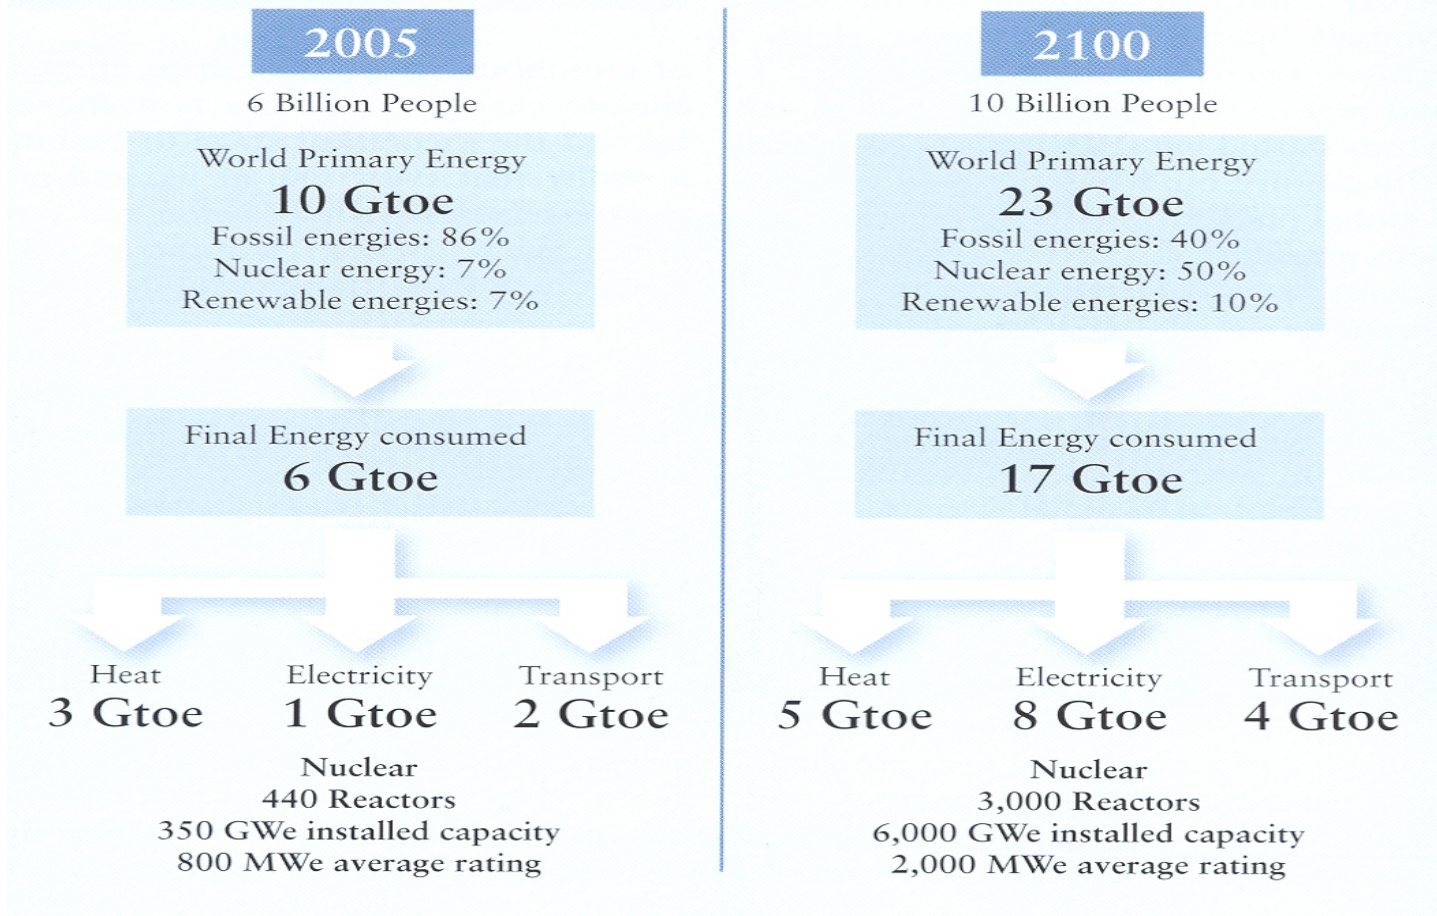 2005
6 Billion People
World Primary Energy
10 Gtoe
Fossil energies: 86%
Nuclear energy: 7%
Renewable energies: 7%
Final Energy consumed
6 Gtoe
Heat
3 Gtoe
Electricity
1 Gtoe
Transport
2 Gtoe
Nuclear
440 Reactors
350 GWe installed capacity
800 MWe average rating
2100
10 Billion People
World Primary Energy
23 Gtoe
Fossil energies: 40%
Nuclear energy: 50%
Renewable energies: 10%
Final Energy consumed
17 Gtoe
Heat
5 Gtoe
Electricity
8 Gtoe
Transport
4 Gtoe
Nuclear
3,000 Reactors
6,000 GWe installed capacity
2,000 MWe average rating